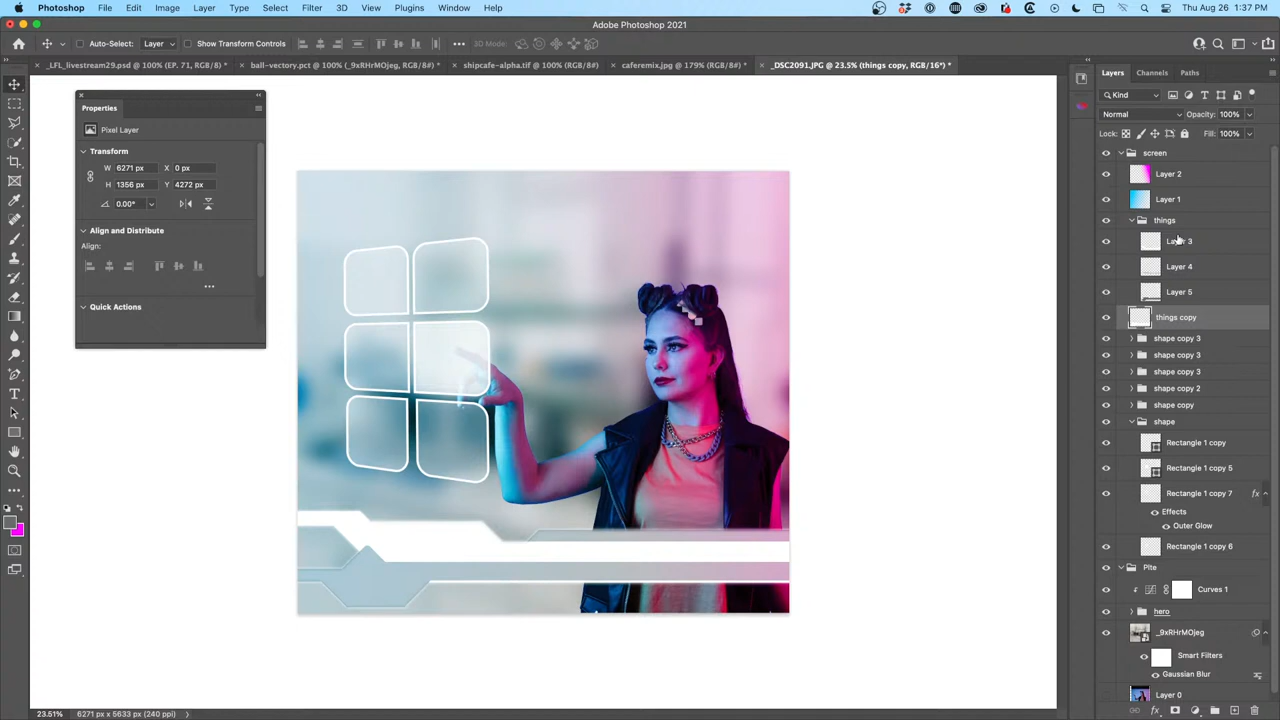 Photoshop File Edit Image Layer Type Select Filter 3D View Plugins Window Help Thu Aug 26 1:37 PM
Adobe Photoshop 2021
Auto-Select: Layer Show Transform Controls 3D Mode:
_LFL_livestream29.psd @ 100% (EP. 71, RGB/8) * ball-vectory.pct @ 100% (_9xRHrMOjeg, RGB/8#) * shipcafe-alpha.tif @ 100% (RGB/8#) caferemix.jpg @ 179% (RGB/8#) * _DSC2091.JPG @ 23.5% (things copy, RGB/16*) *
Properties
Pixel Layer
Transform
W 6271 px X 0 px
H 1356 px Y 4272 px
0.00°
Align and Distribute
Align:
Quick Actions
Layers Channels Paths
Kind
Normal Opacity: 100%
Lock: Fill: 100%
screen
Layer 2
Layer 1
things
Layer 3
Layer 4
Layer 5
things copy
shape copy 3
shape copy 3
shape copy 3
shape copy 2
shape copy
shape
Rectangle 1 copy
Rectangle 1 copy 5
Rectangle 1 copy 7 fx
Effects
Outer Glow
Rectangle 1 copy 6
Plte
Curves 1
hero
_9xRHrMOjeg
Smart Filters
Gaussian Blur
Layer 0
23.51% 6271 px x 5633 px (240 ppi)
fx